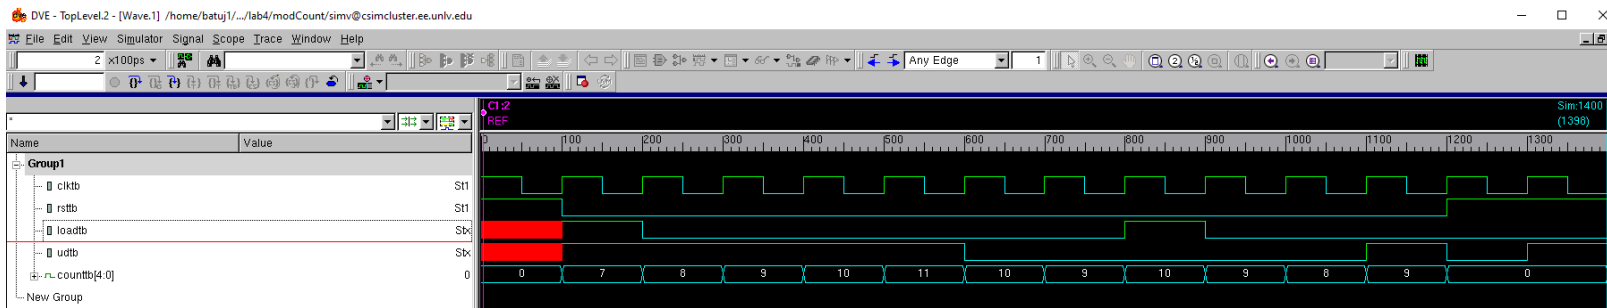 DVE - TopLevel.2 - [Wave.1] /home/batuj1/.../lab4/modCount/simv@csimcluster.ee.unlv.edu
File Edit View Simulator Signal Scope Trace Window Help
2 x100ps Any Edge 1
C1:2 Sim:1400
REF (1398)
*
Name Value 0 100 200 300 400 500 600 700 800 900 1000 1100 1200 1300
Group1
clktb St1
rsttb St1
loadtb Stx
udtb Stx
counttb[4:0] 0 0 7 8 9 10 11 10 9 10 9 8 9 0
New Group